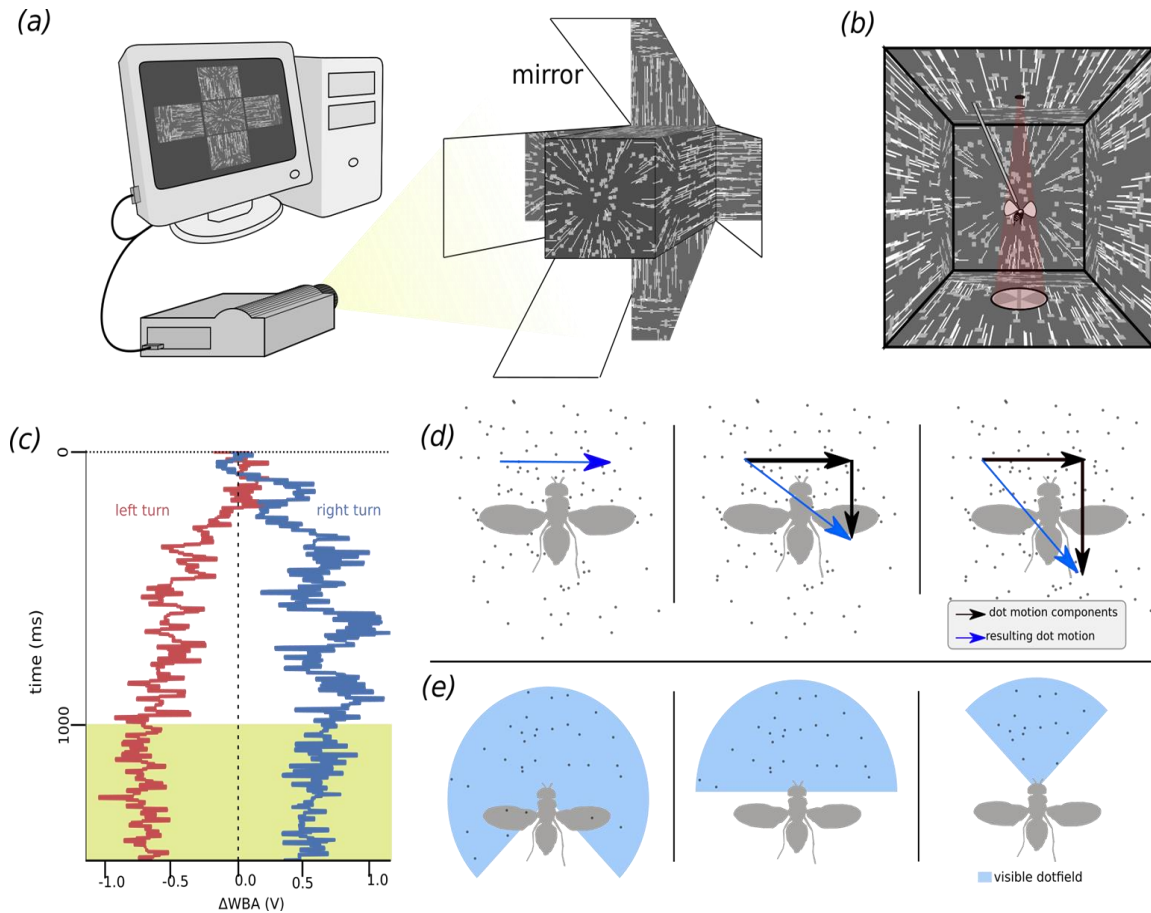 (a)
mirror
(b)
(c)
0
left turn
right turn
time (ms)
1000
-1.0
-0.5
0.0
0.5
1.0
ΔWBA (V)
(d)
dot motion components
resulting dot motion
(e)
visible dotfield